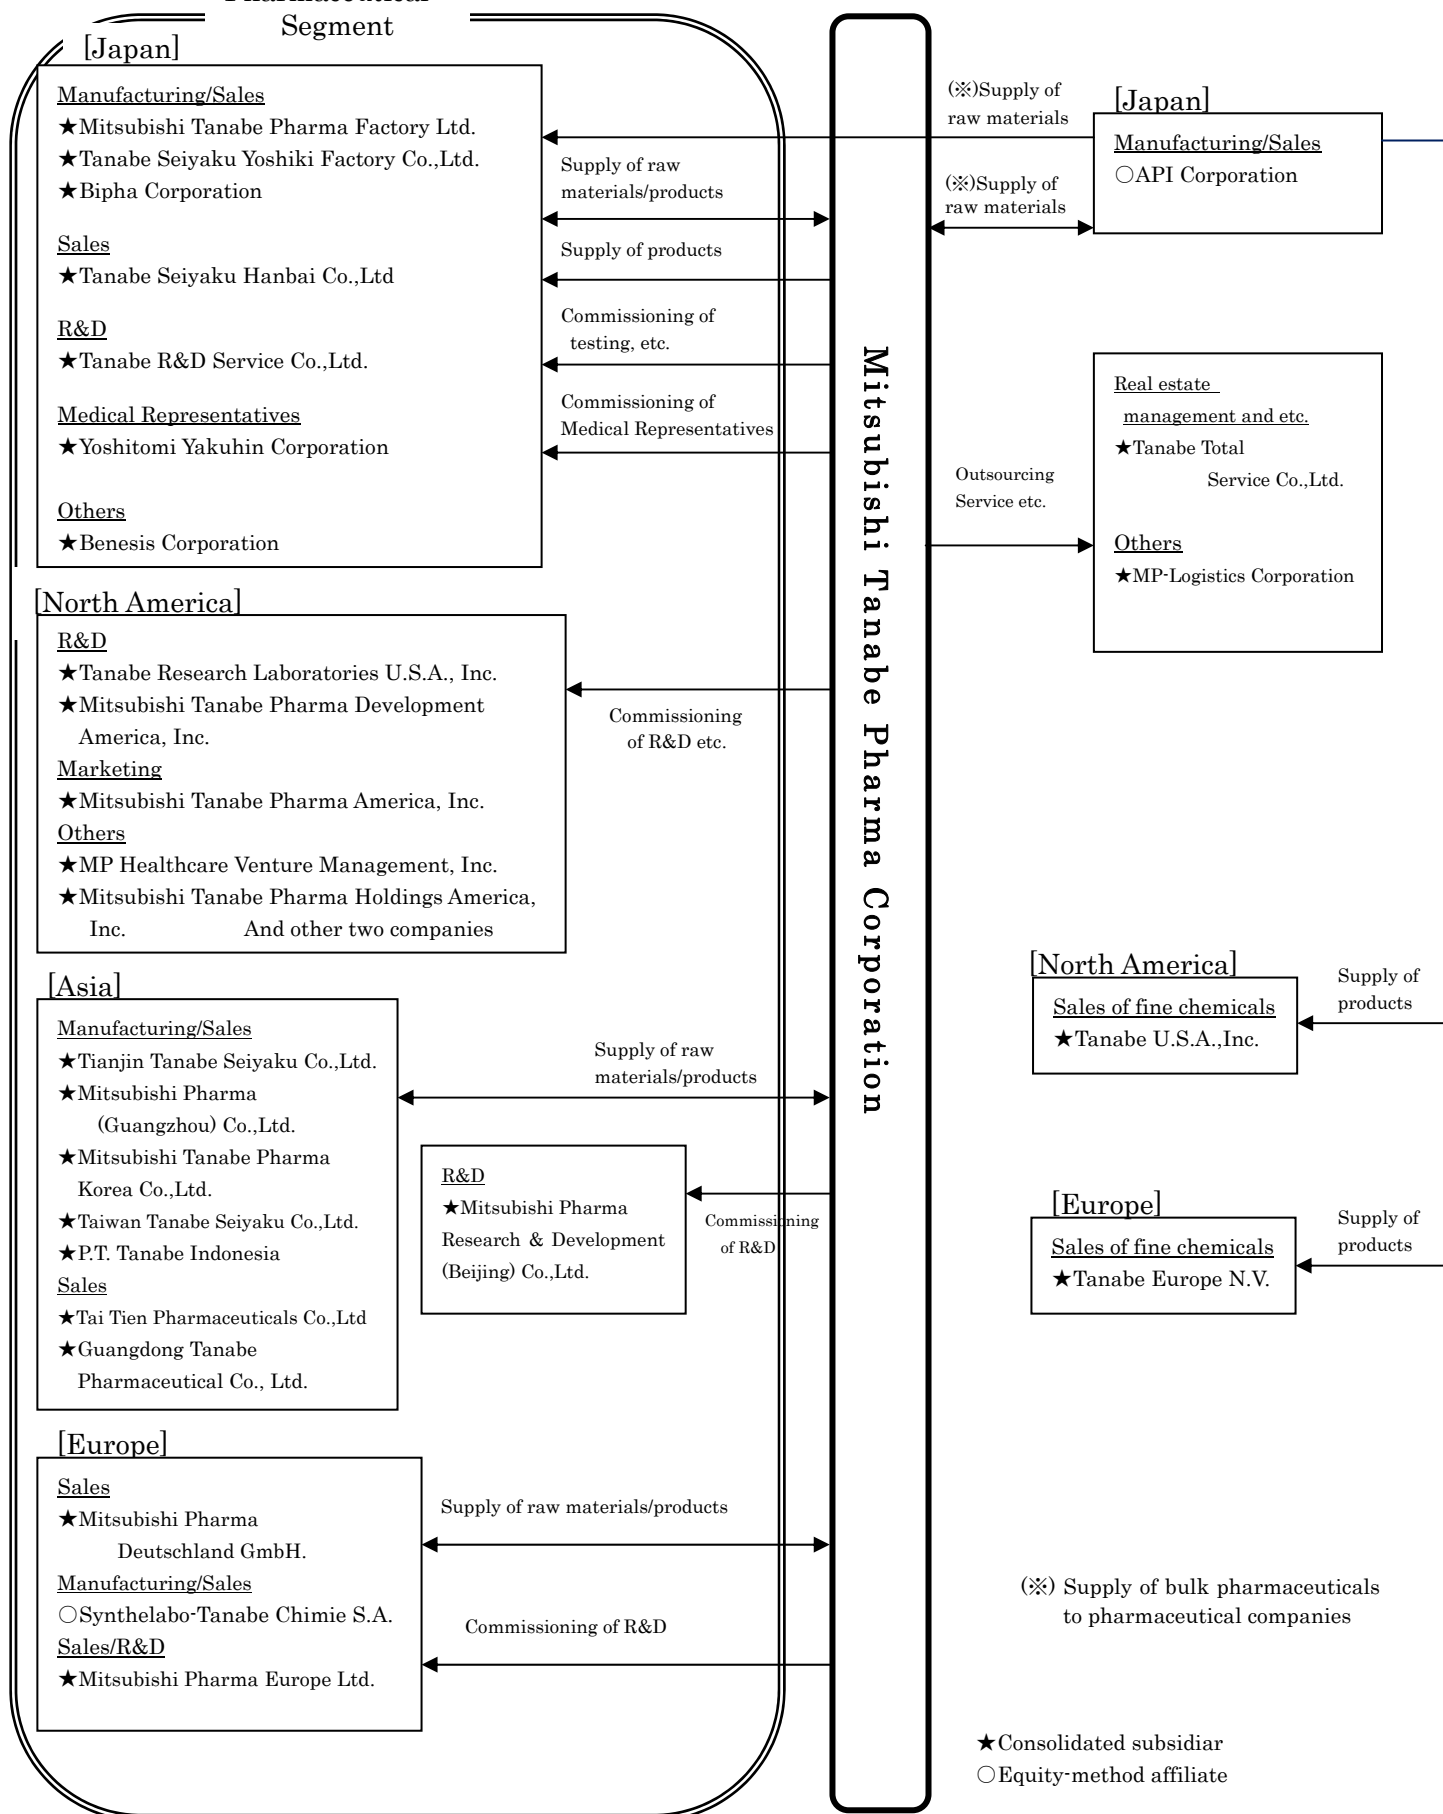 Pharmaceutical
Segment
[Japan]
Manufacturing/Sales
★Mitsubishi Tanabe Pharma Factory Ltd.
★Tanabe Seiyaku Yoshiki Factory Co.,Ltd.
★Bipha Corporation
Sales
★Tanabe Seiyaku Hanbai Co.,Ltd
R&D
★Tanabe R&D Service Co.,Ltd.
Medical Representatives
★Yoshitomi Yakuhin Corporation
Others
★Benesis Corporation
Supply of raw
materials/products
Supply of products
Commissioning of
testing, etc.
Commissioning of
Medical Representatives
[North America]
R&D
★Tanabe Research Laboratories U.S.A., Inc.
★Mitsubishi Tanabe Pharma Development
America, Inc.
Marketing
★Mitsubishi Tanabe Pharma America, Inc.
Others
★MP Healthcare Venture Management, Inc.
★Mitsubishi Tanabe Pharma Holdings America,
Inc. And other two companies
Commissioning
of R&D etc.
[Asia]
Manufacturing/Sales
★Tianjin Tanabe Seiyaku Co.,Ltd.
★Mitsubishi Pharma
(Guangzhou) Co.,Ltd.
★Mitsubishi Tanabe Pharma
Korea Co.,Ltd.
★Taiwan Tanabe Seiyaku Co.,Ltd.
★P.T. Tanabe Indonesia
Sales
★Tai Tien Pharmaceuticals Co.,Ltd
★Guangdong Tanabe
Pharmaceutical Co., Ltd.
Supply of raw
materials/products
R&D
★Mitsubishi Pharma
Research & Development
(Beijing) Co.,Ltd.
Commissioning
of R&D
[Europe]
Sales
★Mitsubishi Pharma
Deutschland GmbH.
Manufacturing/Sales
○Synthelabo-Tanabe Chimie S.A.
Sales/R&D
★Mitsubishi Pharma Europe Ltd.
Supply of raw materials/products
Commissioning of R&D
Mitsubishi Tanabe Pharma Corporation
(※)Supply of
raw materials
(※)Supply of
raw materials
[Japan]
Manufacturing/Sales
○API Corporation
Outsourcing
Service etc.
Real estate
management and etc.
★Tanabe Total
Service Co.,Ltd.
Others
★MP-Logistics Corporation
[North America]
Sales of fine chemicals
★Tanabe U.S.A.,Inc.
Supply of
products
[Europe]
Sales of fine chemicals
★Tanabe Europe N.V.
Supply of
products
(※) Supply of bulk pharmaceuticals
to pharmaceutical companies
★Consolidated subsidiar
○Equity-method affiliate